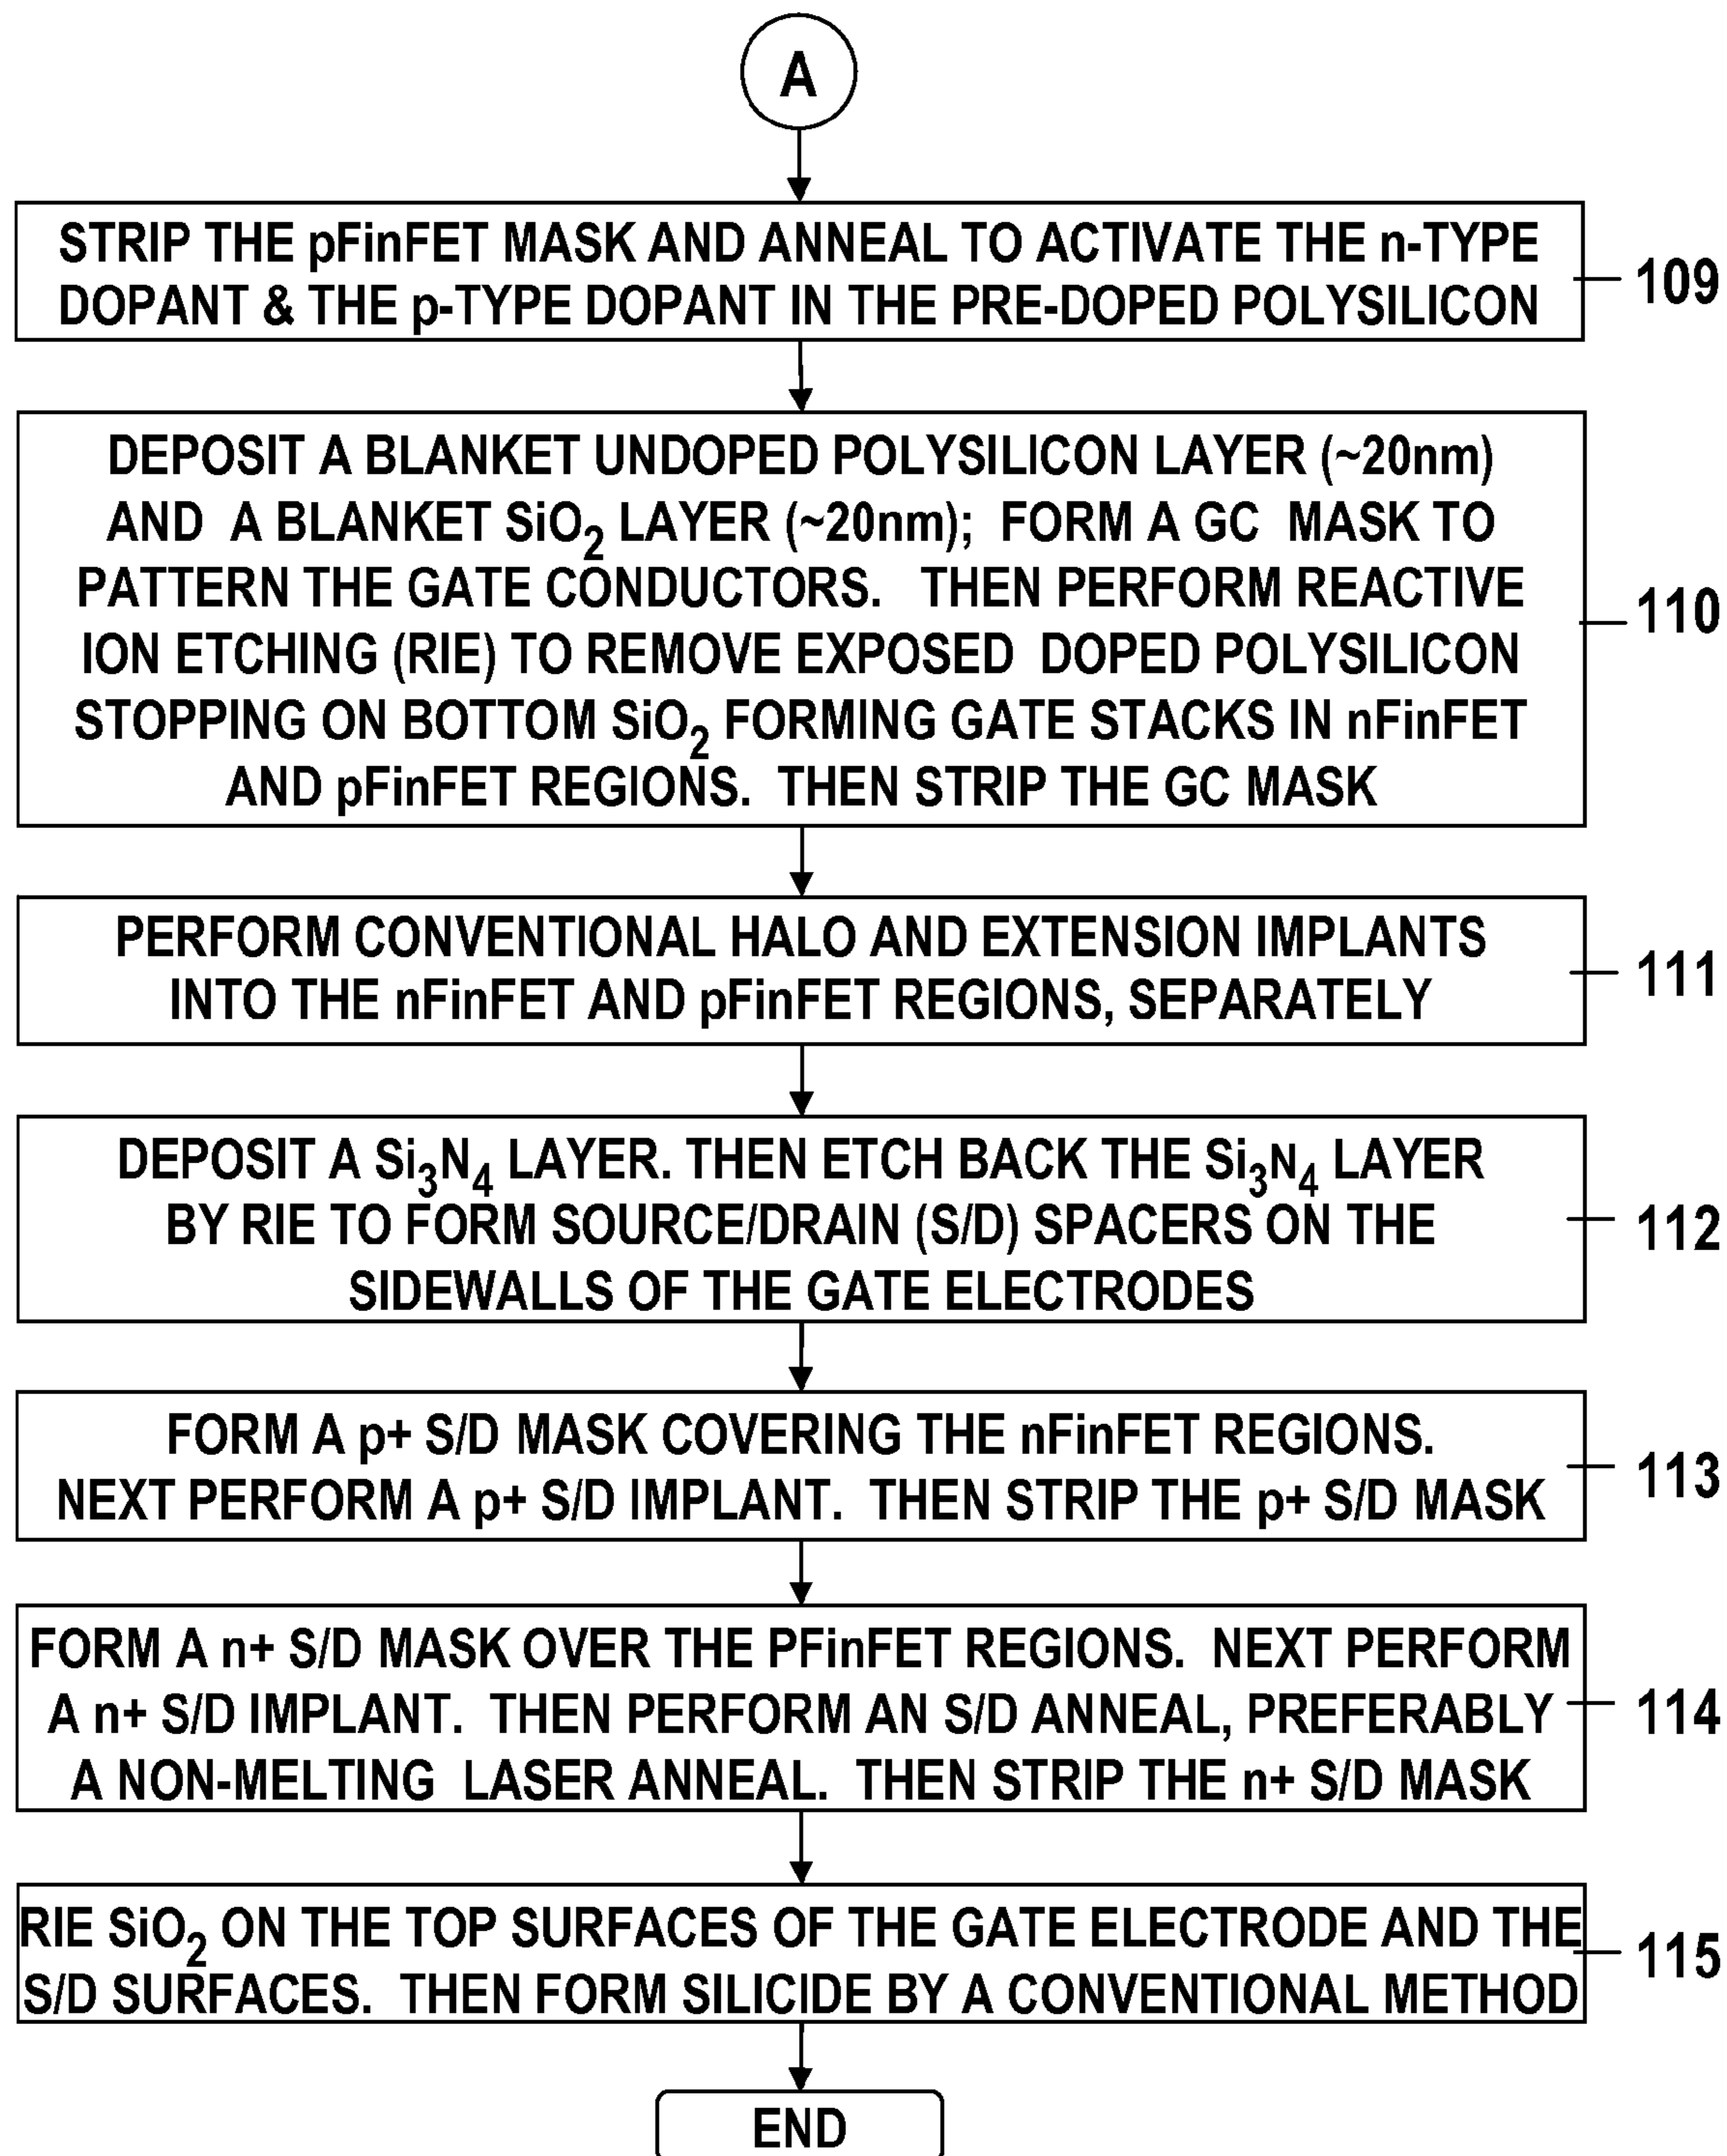 A
STRIP THE pFinFET MASK AND ANNEAL TO ACTIVATE THE n-TYPE
DOPANT & THE p-TYPE DOPANT IN THE PRE-DOPED POLYSILICON
109
DEPOSIT A BLANKET UNDOPED POLYSILICON LAYER (~20nm)
AND A BLANKET SiO₂ LAYER (~20nm); FORM A GC MASK TO
PATTERN THE GATE CONDUCTORS. THEN PERFORM REACTIVE
ION ETCHING (RIE) TO REMOVE EXPOSED DOPED POLYSILICON
STOPPING ON BOTTOM SiO₂ FORMING GATE STACKS IN nFinFET
AND pFinFET REGIONS. THEN STRIP THE GC MASK
110
PERFORM CONVENTIONAL HALO AND EXTENSION IMPLANTS
INTO THE nFinFET AND pFinFET REGIONS, SEPARATELY
111
DEPOSIT A Si₃N₄ LAYER. THEN ETCH BACK THE Si₃N₄ LAYER
BY RIE TO FORM SOURCE/DRAIN (S/D) SPACERS ON THE
SIDEWALLS OF THE GATE ELECTRODES
112
FORM A p+ S/D MASK COVERING THE nFinFET REGIONS.
NEXT PERFORM A p+ S/D IMPLANT. THEN STRIP THE p+ S/D MASK
113
FORM A n+ S/D MASK OVER THE PFinFET REGIONS. NEXT PERFORM
A n+ S/D IMPLANT. THEN PERFORM AN S/D ANNEAL, PREFERABLY
A NON-MELTING LASER ANNEAL. THEN STRIP THE n+ S/D MASK
114
RIE SiO₂ ON THE TOP SURFACES OF THE GATE ELECTRODE AND THE
S/D SURFACES. THEN FORM SILICIDE BY A CONVENTIONAL METHOD
115
END